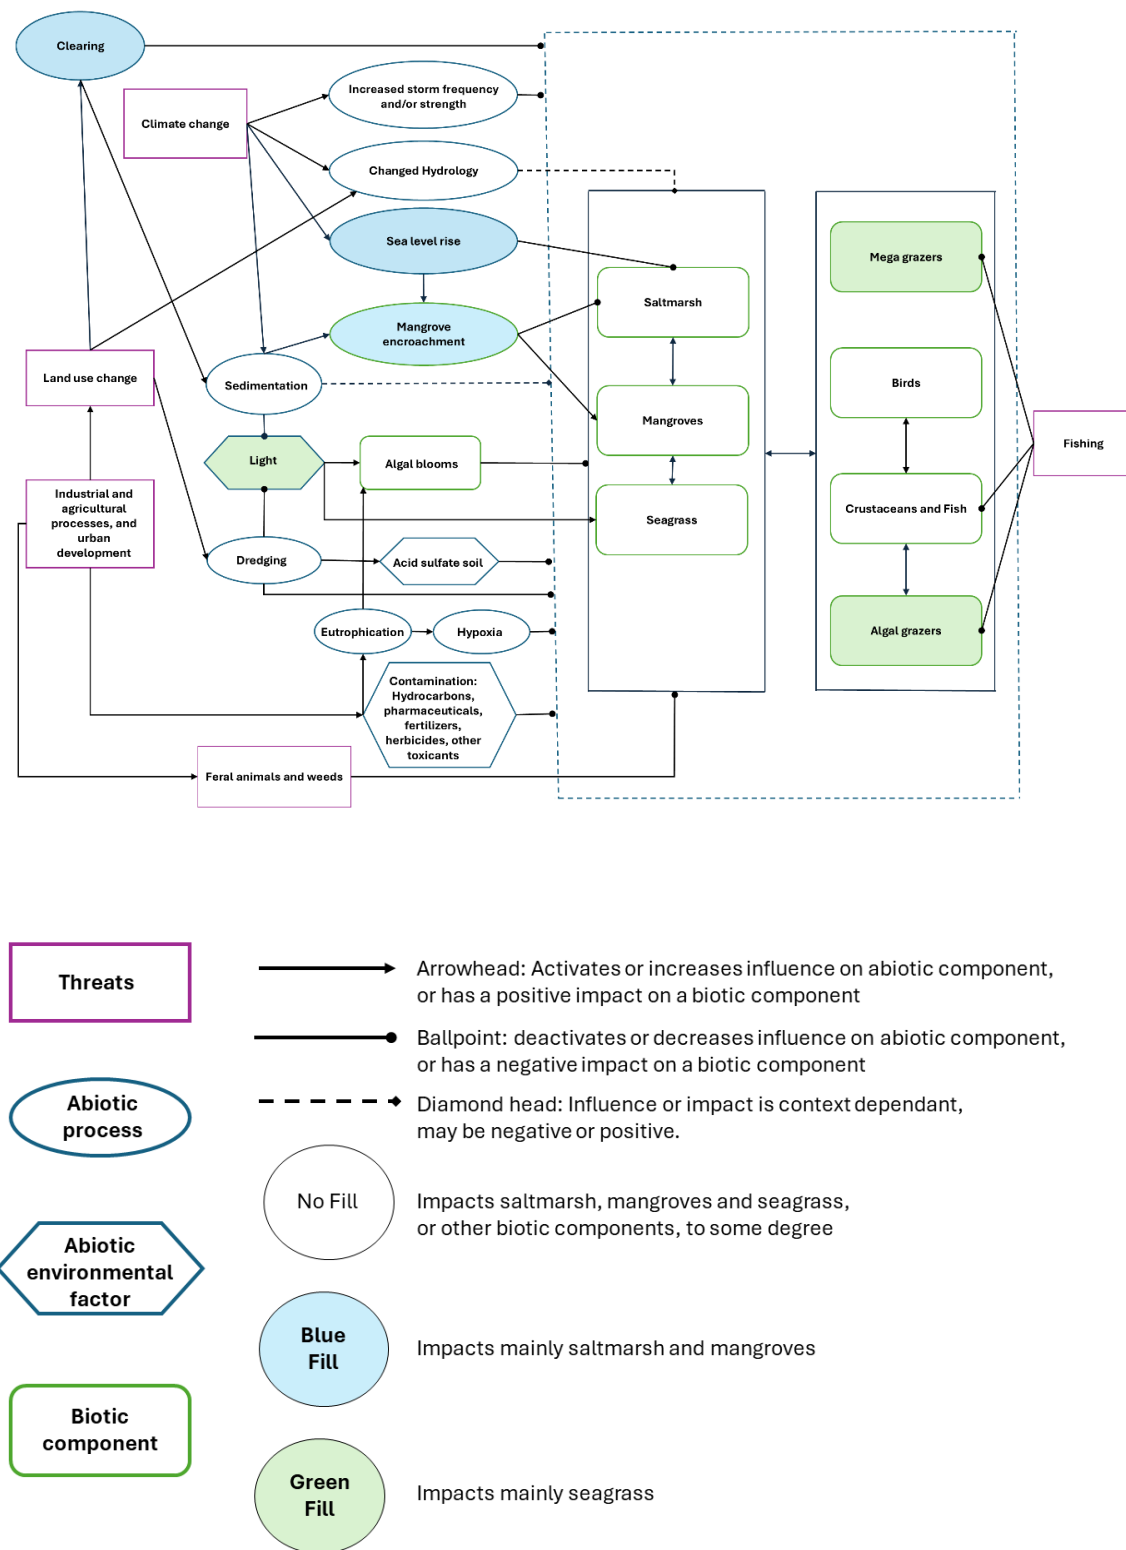 Clearing
Increased storm frequency
and/or strength
Climate change
Changed Hydrology
Sea level rise
Mega grazers
Saltmarsh
Mangrove
encroachment
Land use change
Sedimentation
Birds
Mangroves
Fishing
Light
Algal blooms
Industrial and
agricultural
processes, and
urban
development
Seagrass
Crustaceans and Fish
Dredging
Acid sulfate soil
Eutrophication
Hypoxia
Algal grazers
Contamination:
Hydrocarbons,
pharmaceuticals,
fertilizers,
herbicides, other
toxicants
Feral animals and weeds
Threats
Arrowhead: Activates or increases influence on abiotic component,
or has a positive impact on a biotic component
Ballpoint: deactivates or decreases influence on abiotic component,
or has a negative impact on a biotic component
Abiotic
process
Diamond head: Influence or impact is context dependant,
may be negative or positive.
No Fill
Impacts saltmarsh, mangroves and seagrass,
or other biotic components, to some degree
Abiotic
environmental
factor
Blue
Fill
Impacts mainly saltmarsh and mangroves
Biotic
component
Green
Fill
Impacts mainly seagrass